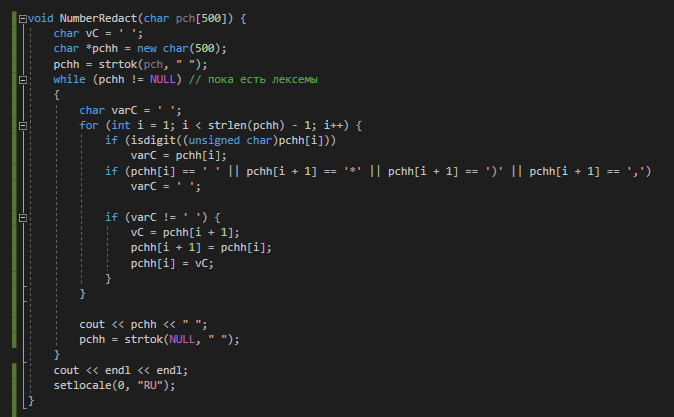 void NumberRedact(char pch[500]) {
    char vC = ' ';
    char *pchh = new char(500);
    pchh = strtok(pch, " ");
    while (pchh != NULL) // пока есть лексемы
    {
        char varC = ' ';
        for (int i = 1; i < strlen(pchh) - 1; i++) {
            if (isdigit((unsigned char)pchh[i]))
                varC = pchh[i];
            if (pchh[i] == ' ' || pchh[i + 1] == '*' || pchh[i + 1] == ')' || pchh[i + 1] == ',')
                varC = ' ';
            if (varC != ' ') {
                vC = pchh[i + 1];
                pchh[i + 1] = pchh[i];
                pchh[i] = vC;
            }
        }
        cout << pchh << " ";
        pchh = strtok(NULL, " ");
    }
    cout << endl << endl;
    setlocale(0, "RU");
}